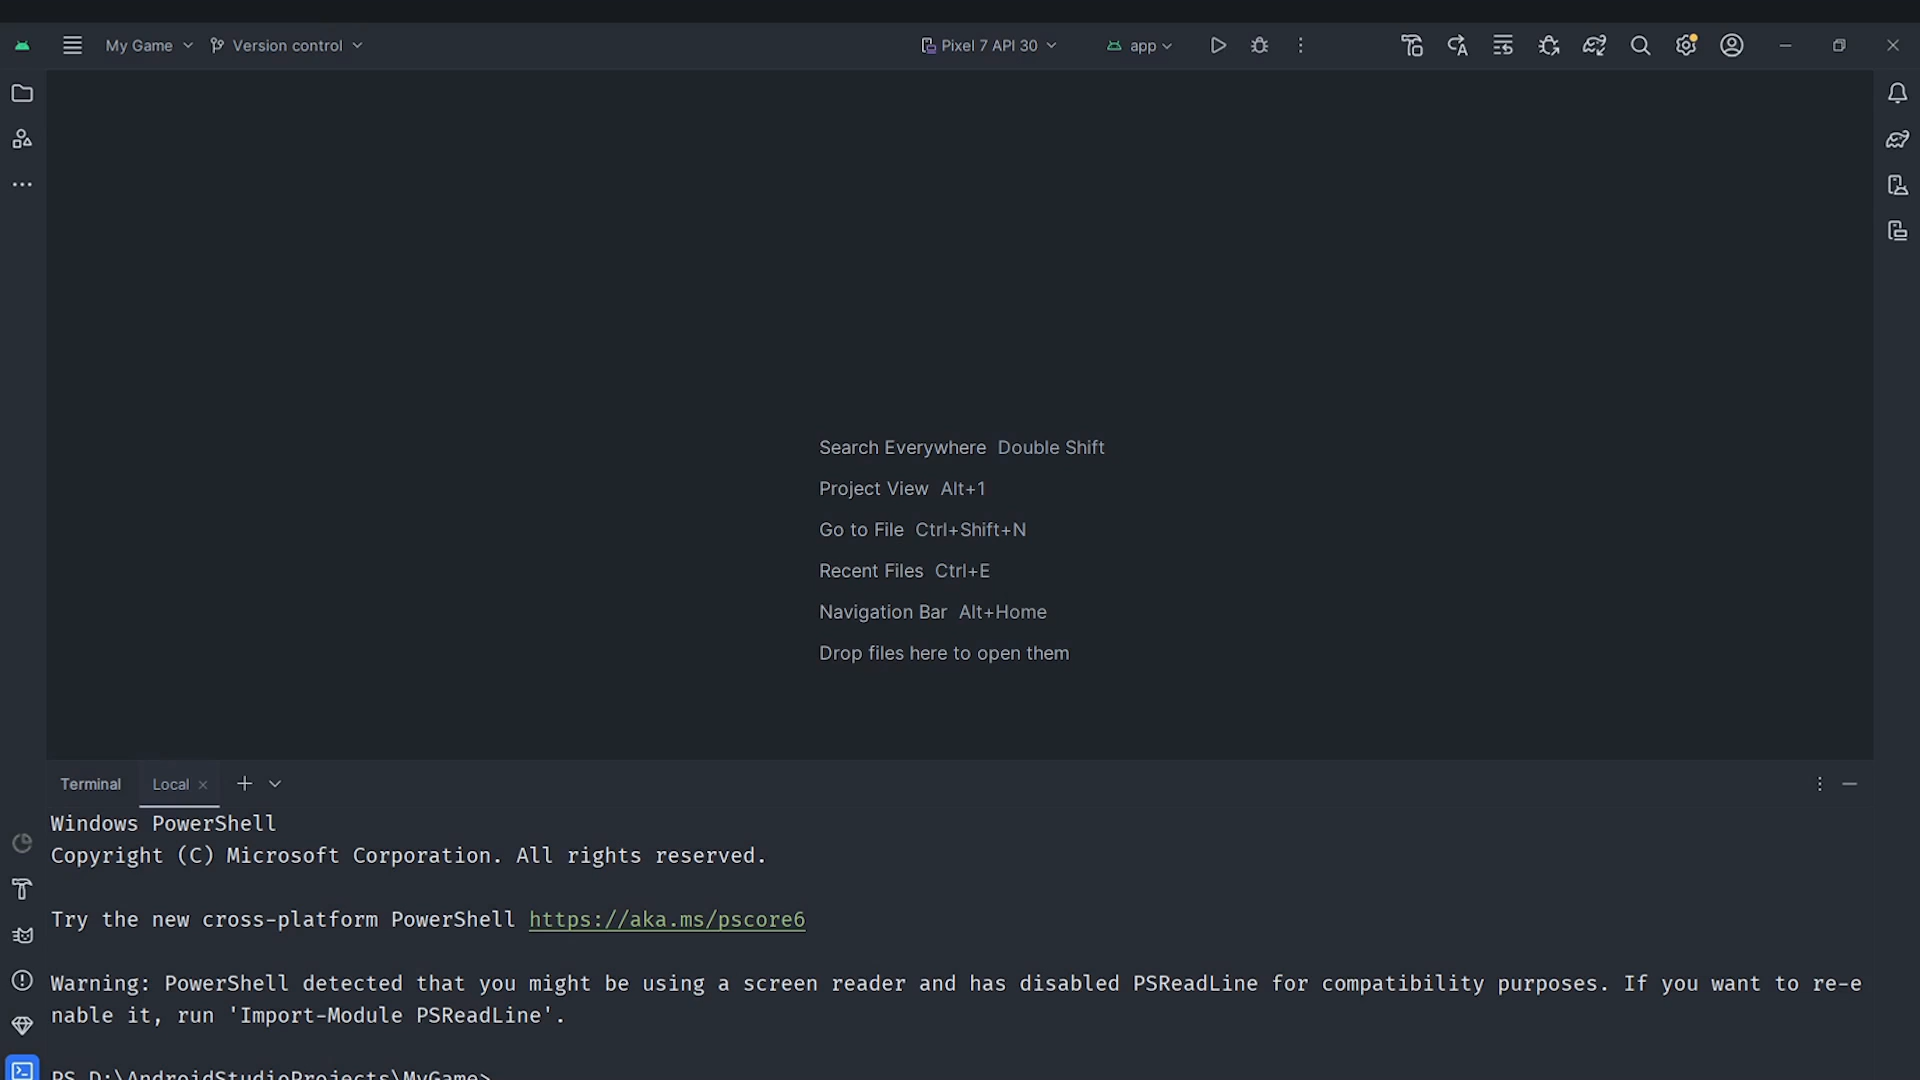 My Game
Version control
Pixel 7 API 30
app
Search Everywhere Double Shift
Project View Alt+1
Go to File Ctrl+Shift+N
Recent Files Ctrl+E
Navigation Bar Alt+Home
Drop files here to open them
Terminal
Local
Windows PowerShell
Copyright (C) Microsoft Corporation. All rights reserved.
Try the new cross-platform PowerShell https://aka.ms/pscore6
Warning: PowerShell detected that you might be using a screen reader and has disabled PSReadLine for compatibility purposes. If you want to re-e
nable it, run 'Import-Module PSReadLine'.
PS D:\AndroidStudioProjects\MyGame>